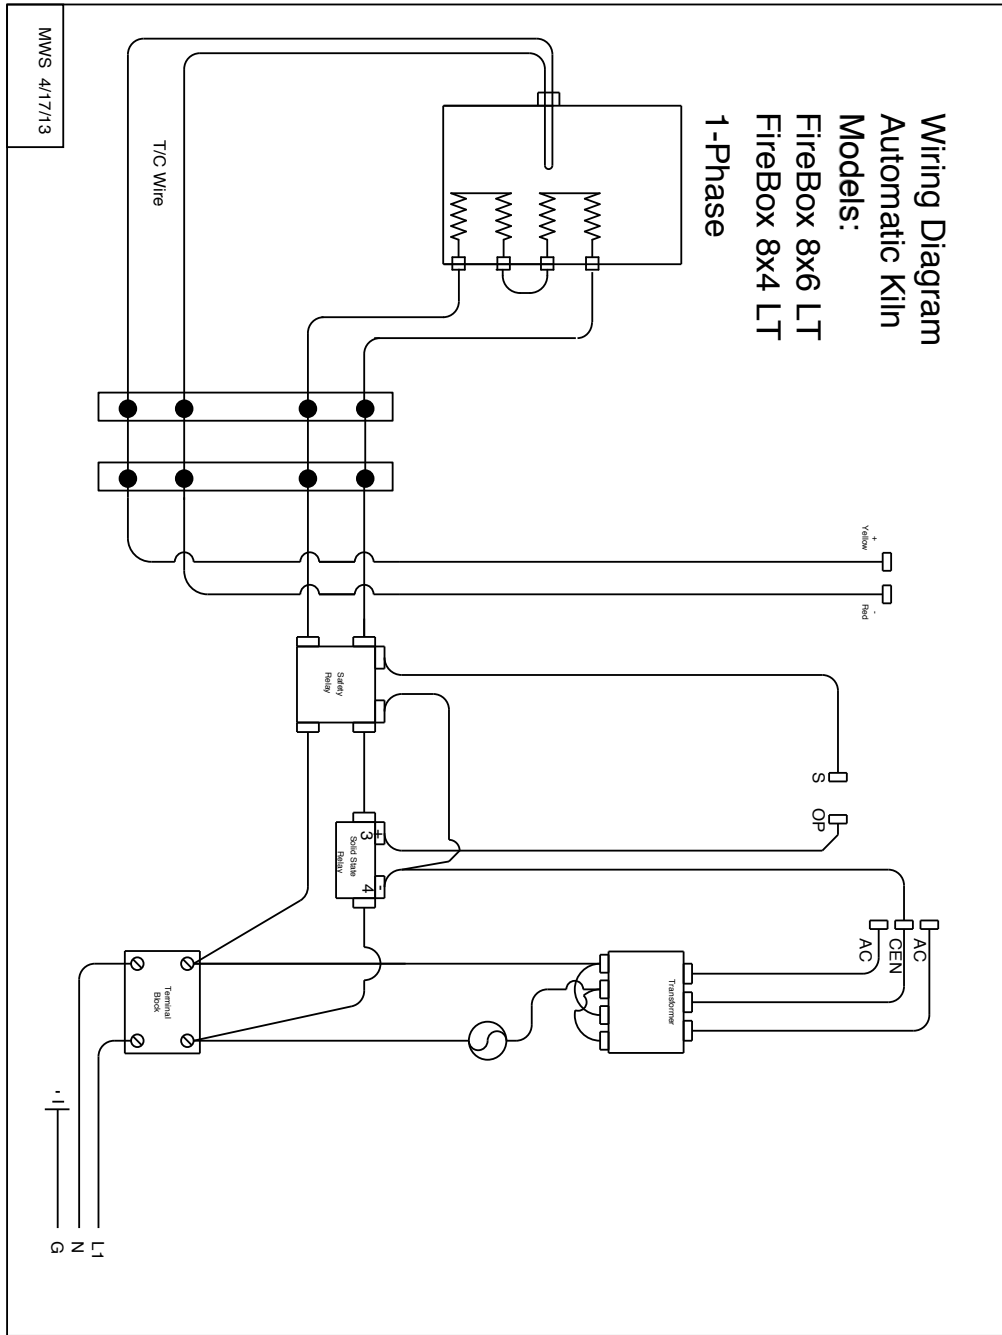 Wiring Diagram
Automatic Kiln
Models:
FireBox 8x6 LT
FireBox 8x4 LT
1-Phase
+
Yellow
-
Red
S
OP
AC
CEN
AC
Safety
Relay
3
+
Solid State
Relay
4
-
Transformer
T/C Wire
Terminal
Block
L1
N
G
MWS 4/17/13